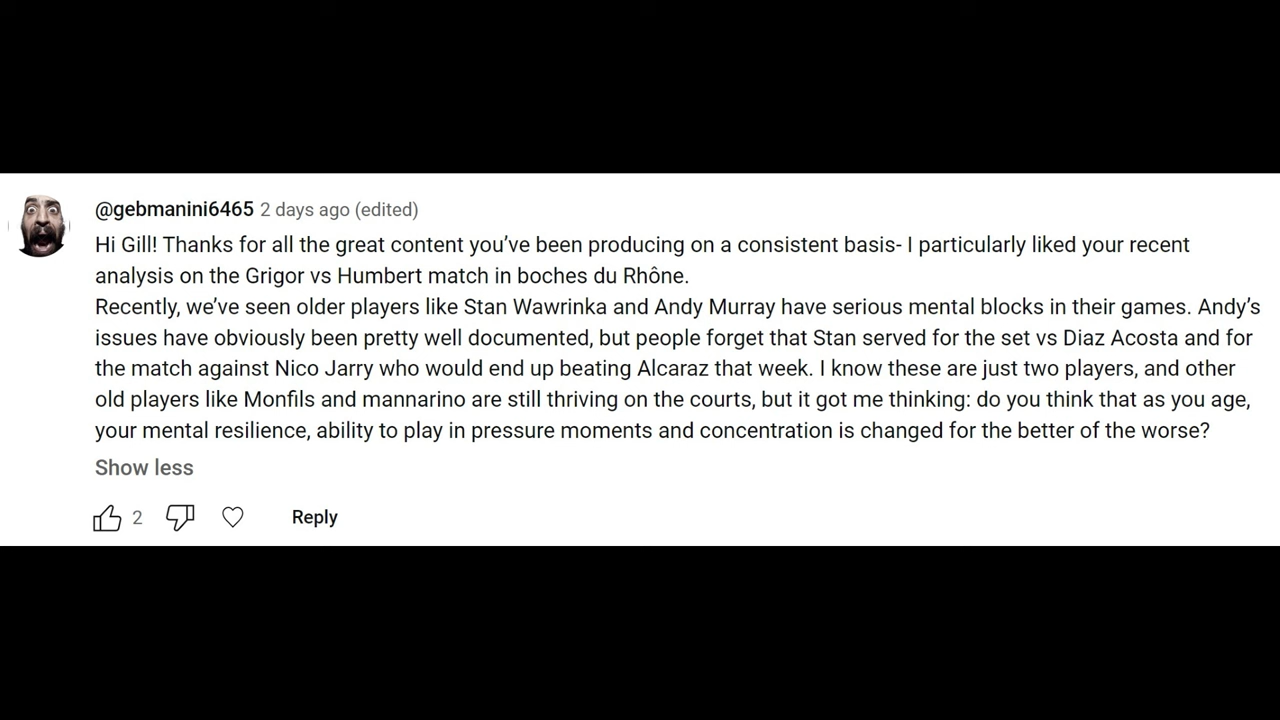 @gebmanini6465 2 days ago (edited)
Hi Gill! Thanks for all the great content you’ve been producing on a consistent basis- I particularly liked your recent
analysis on the Grigor vs Humbert match in boches du Rhône.
Recently, we’ve seen older players like Stan Wawrinka and Andy Murray have serious mental blocks in their games. Andy’s
issues have obviously been pretty well documented, but people forget that Stan served for the set vs Diaz Acosta and for
the match against Nico Jarry who would end up beating Alcaraz that week. I know these are just two players, and other
old players like Monfils and mannarino are still thriving on the courts, but it got me thinking: do you think that as you age,
your mental resilience, ability to play in pressure moments and concentration is changed for the better of the worse?
Show less
2 Reply